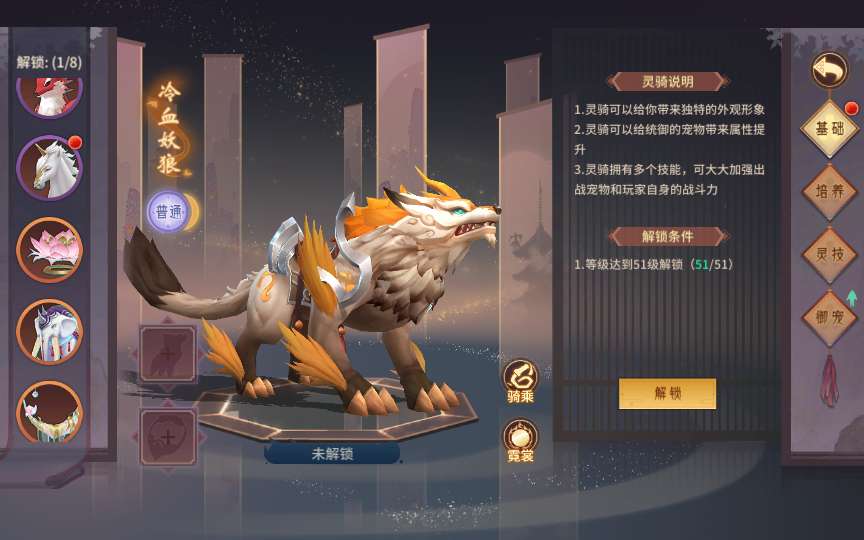 解锁: (1/8)
冷血妖狼
普通
未解锁
骑乘
霓裳
灵骑说明
1.灵骑可以给你带来独特的外观形象
2.灵骑可以给统御的宠物带来属性提
升
3.灵骑拥有多个技能，可大大加强出
战宠物和玩家自身的战斗力
解锁条件
1.等级达到51级解锁（51/51）
解锁
基础
培养
灵技
御宠